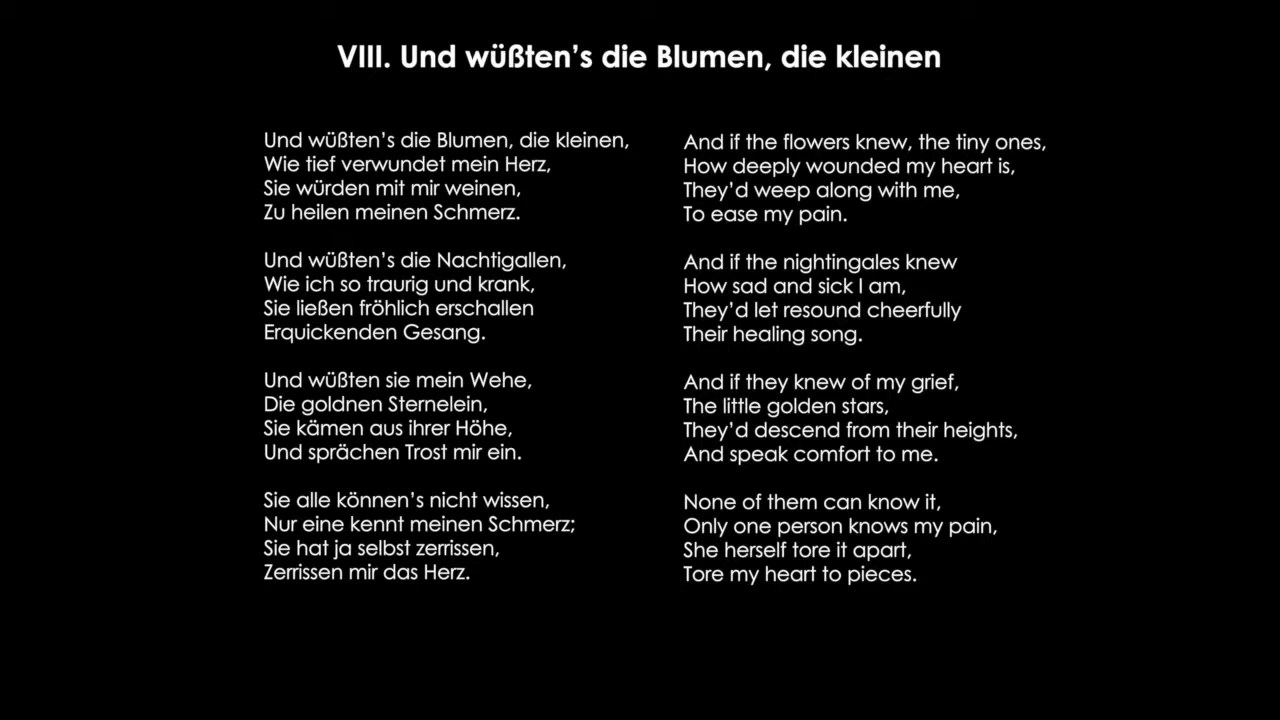 VIII. Und wüßten's die Blumen, die kleinen
Und wüßten's die Blumen, die kleinen,
Wie tief verwundet mein Herz,
Sie würden mit mir weinen,
Zu heilen meinen Schmerz.
Und wüßten's die Nachtigallen,
Wie ich so traurig und krank,
Sie ließen fröhlich erschallen
Erquickenden Gesang.
Und wüßten sie mein Wehe,
Die goldnen Sternelein,
Sie kämen aus ihrer Höhe,
Und sprächen Trost mir ein.
Sie alle können's nicht wissen,
Nur eine kennt meinen Schmerz;
Sie hat ja selbst zerrissen,
Zerrissen mir das Herz.
And if the flowers knew, the tiny ones,
How deeply wounded my heart is,
They'd weep along with me,
To ease my pain.
And if the nightingales knew
How sad and sick I am,
They'd let resound cheerfully
Their healing song.
And if they knew of my grief,
The little golden stars,
They'd descend from their heights,
And speak comfort to me.
None of them can know it,
Only one person knows my pain,
She herself tore it apart,
Tore my heart to pieces.